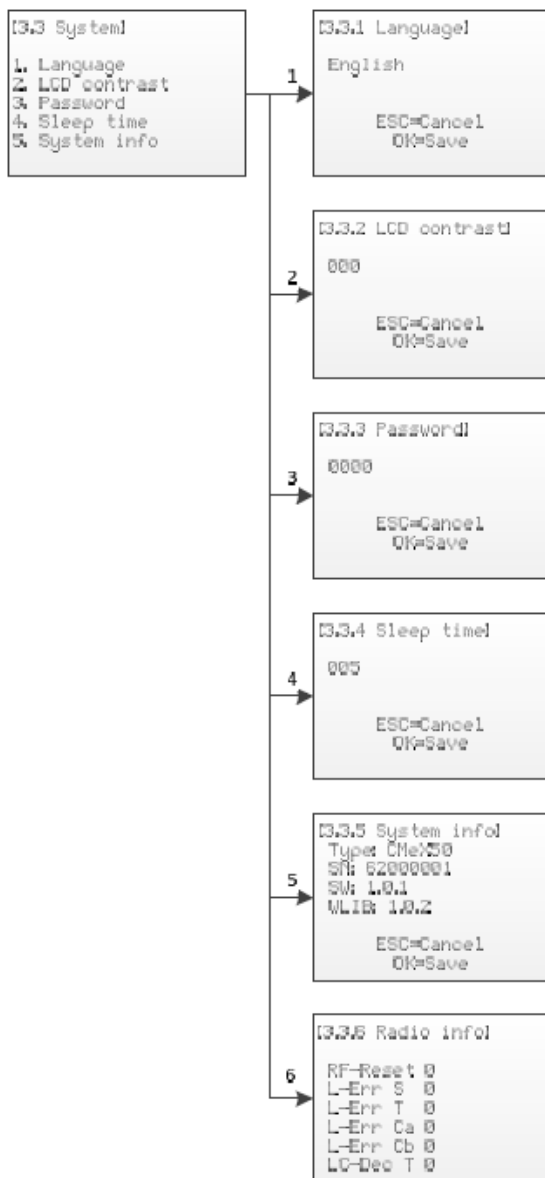 [3.3 System]
1. Language
2. LCD contrast
3. Password
4. Sleep time
5. System info
1
[3.3.1 Language]
English
ESC=Cancel
OK=Save
2
[3.3.2 LCD contrast]
000
ESC=Cancel
OK=Save
3
[3.3.3 Password]
0000
ESC=Cancel
OK=Save
4
[3.3.4 Sleep time]
005
ESC=Cancel
OK=Save
5
[3.3.5 System info]
Type: CMeX50
SN: 62000001
SW: 1.0.1
WLIB: 1.0.2
ESC=Cancel
OK=Save
6
[3.3.6 Radio info]
RF-Reset 0
L-Err S 0
L-Err T 0
L-Err Ca 0
L-Err Cb 0
LC-Dec T 0